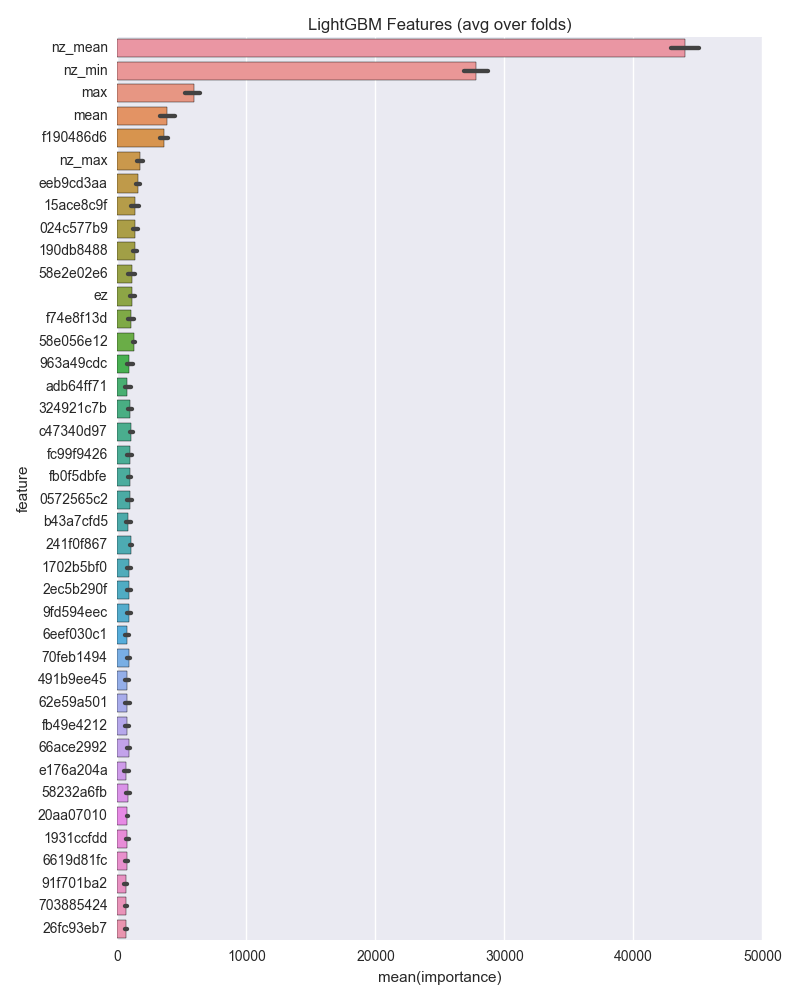 LightGBM Features (avg over folds)
nz_mean
nz_min
max
mean
f190486d6
nz_max
eeb9cd3aa
15ace8c9f
024c577b9
190db8488
58e2e02e6
ez
f74e8f13d
58e056e12
963a49cdc
adb64ff71
324921c7b
c47340d97
fc99f9426
fb0f5dbfe
0572565c2
b43a7cfd5
241f0f867
1702b5bf0
2ec5b290f
9fd594eec
6eef030c1
70feb1494
491b9ee45
62e59a501
fb49e4212
66ace2992
e176a204a
58232a6fb
20aa07010
1931ccfdd
6619d81fc
91f701ba2
703885424
26fc93eb7
feature
0 10000 20000 30000 40000 50000
mean(importance)